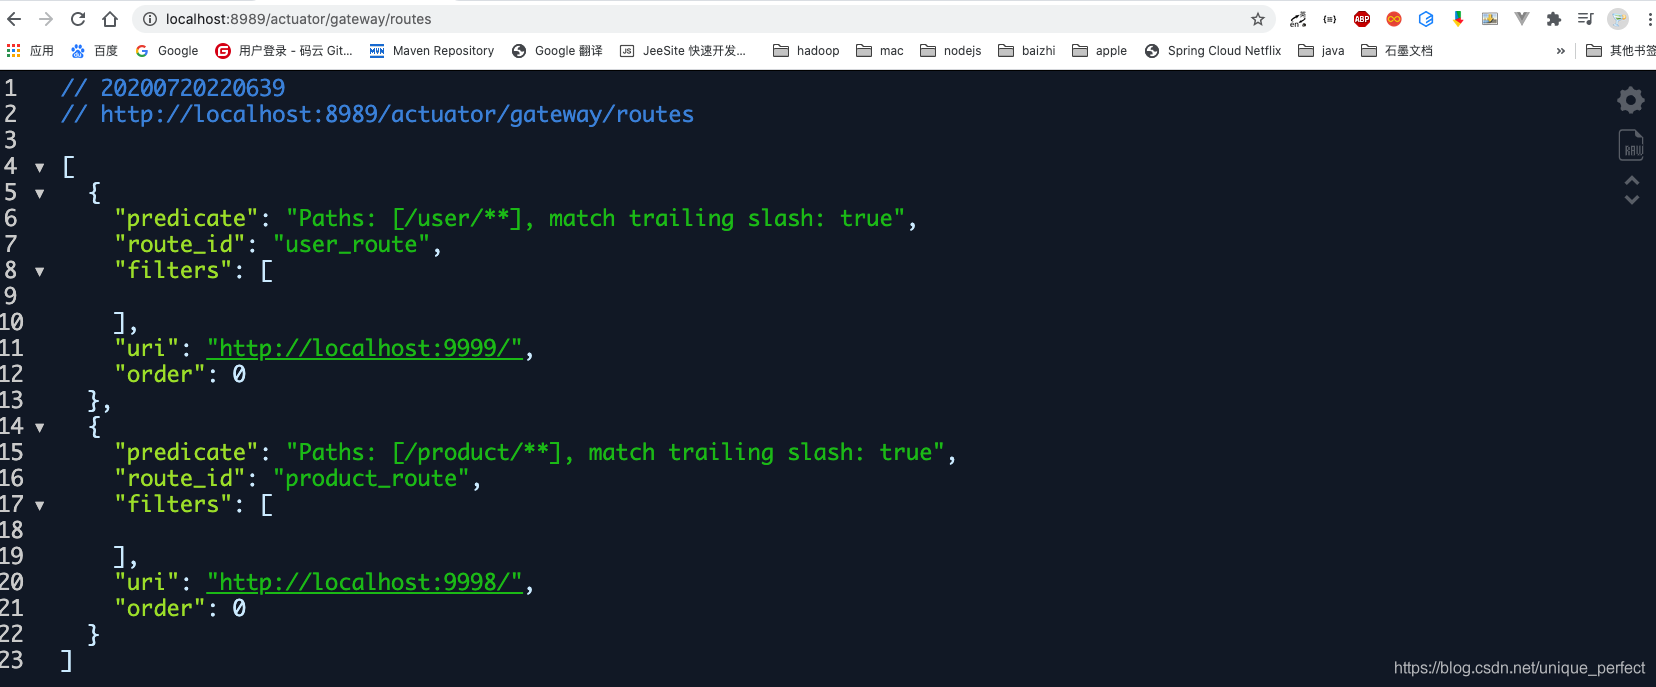 localhost:8989/actuator/gateway/routes
应用 百度 Google 用户登录 - 码云 Git... Maven Repository Google 翻译 JeeSite 快速开发... hadoop mac nodejs baizhi apple Spring Cloud Netflix java 石墨文档 » 其他书签
1 // 20200720220639
2 // http://localhost:8989/actuator/gateway/routes
3
4 ▼ [
5 ▼ {
6 "predicate": "Paths: [/user/**], match trailing slash: true",
7 "route_id": "user_route",
8 ▼ "filters": [
9
10 ],
11 "uri": "http://localhost:9999/",
12 "order": 0
13 },
14 ▼ {
15 "predicate": "Paths: [/product/**], match trailing slash: true",
16 "route_id": "product_route",
17 ▼ "filters": [
18
19 ],
20 "uri": "http://localhost:9998/",
21 "order": 0
22 }
23 ]
RAW
ABP
en
https://blog.csdn.net/unique_perfect